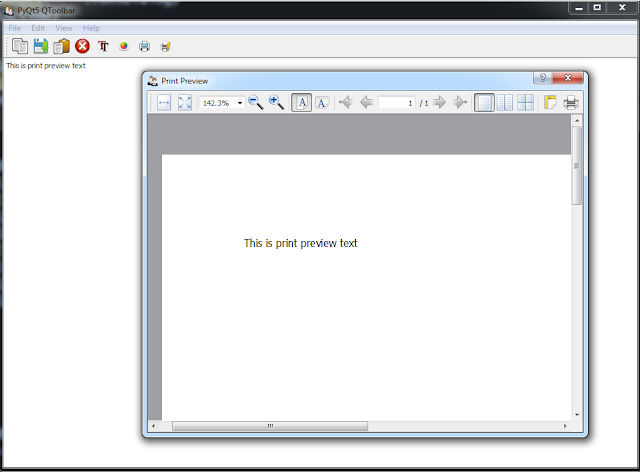 PyQt5 QToolbar
File Edit View Help
This is print preview text
Print Preview
142.3% A A 1 / 1
This is print preview text